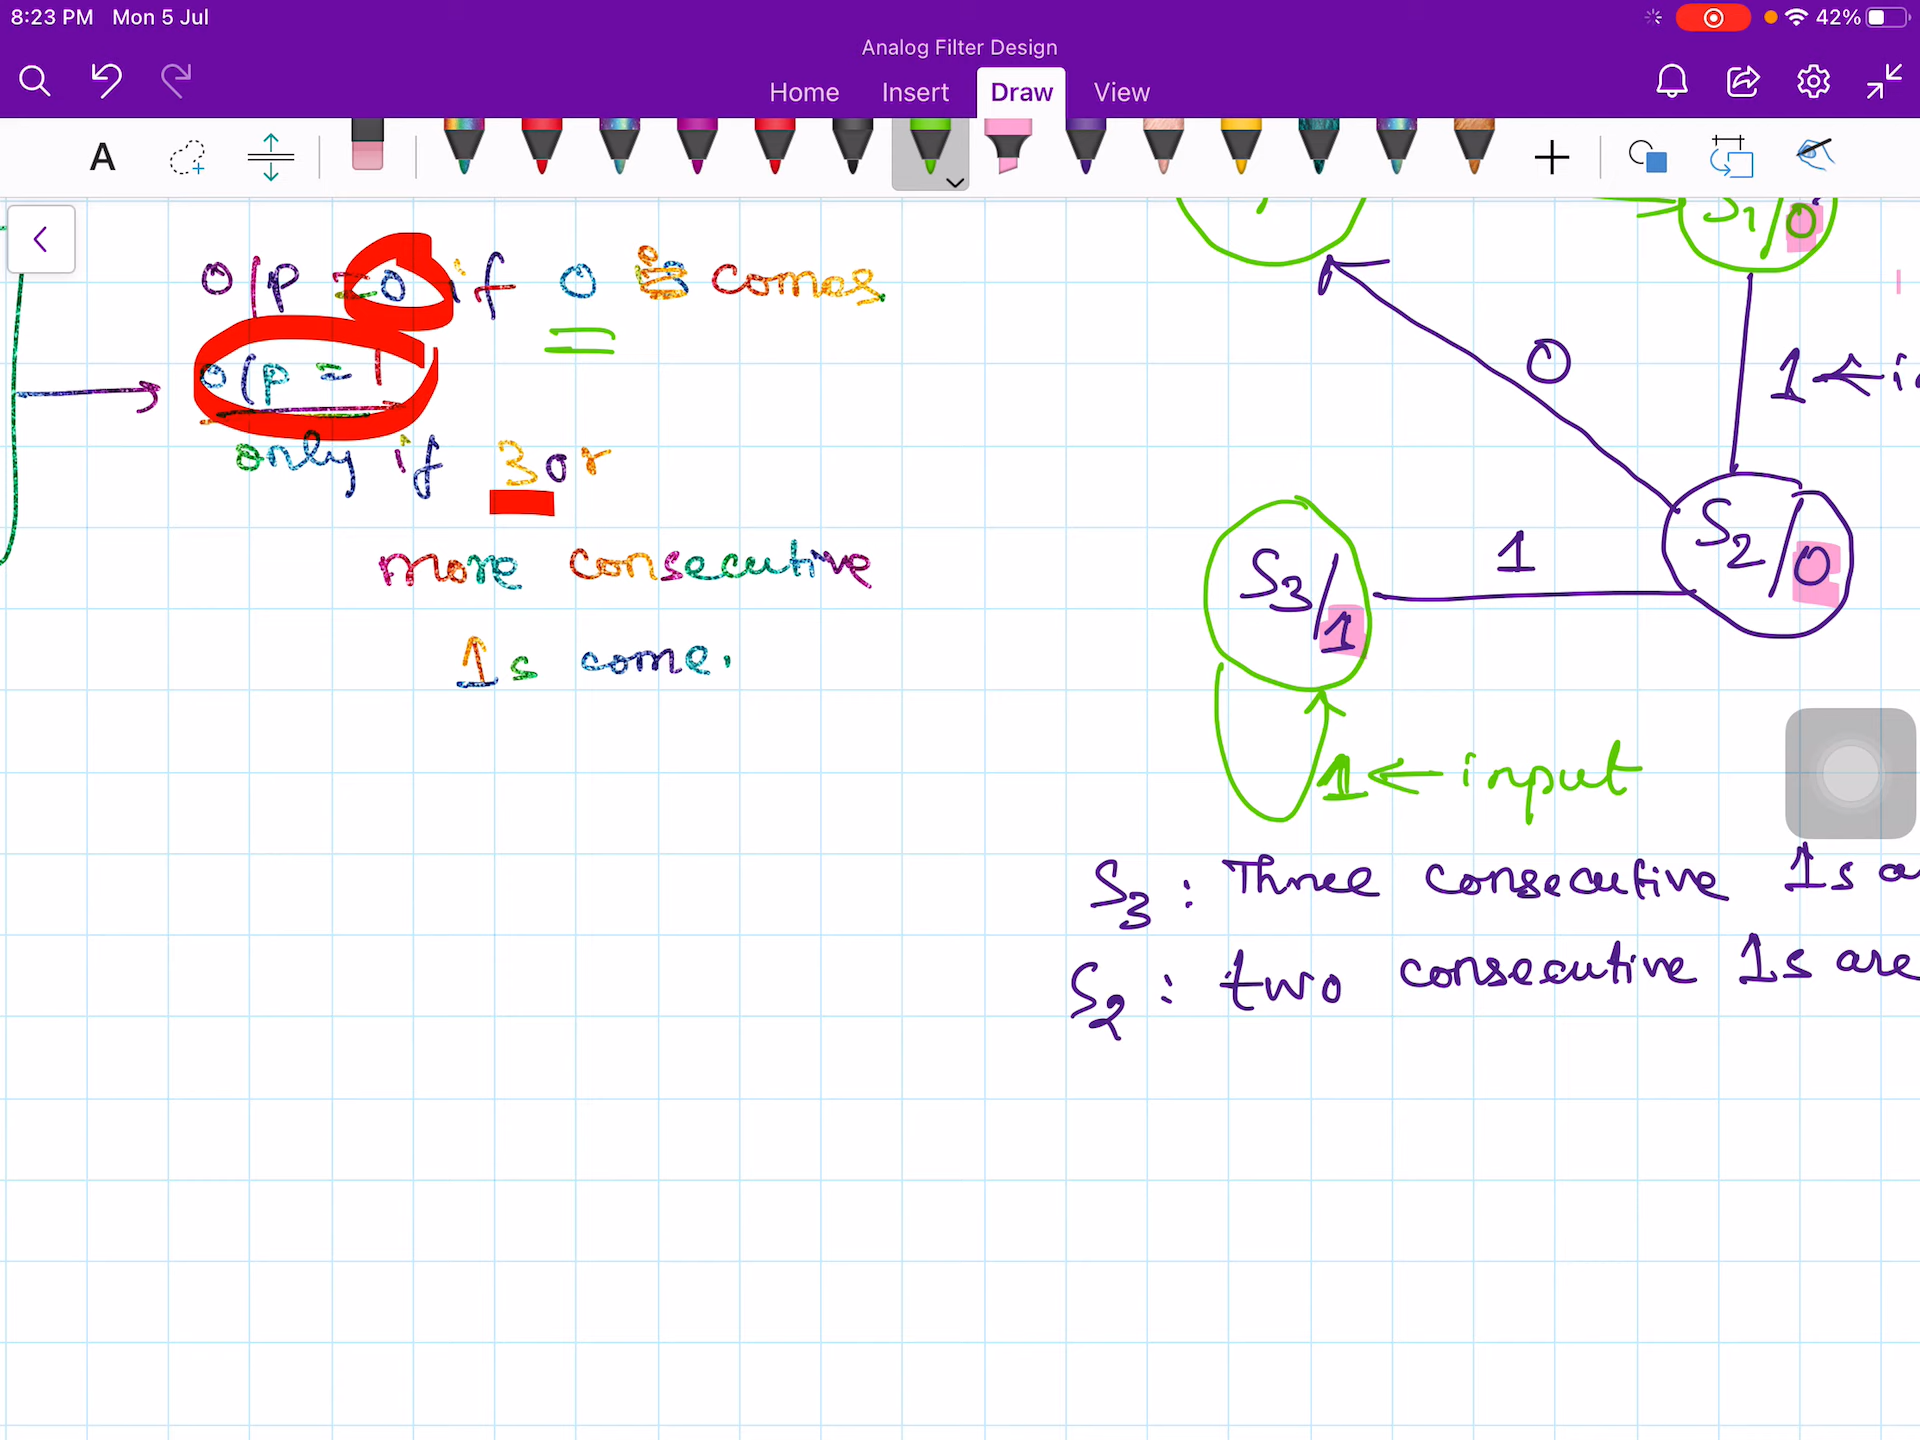 8:23 PM Mon 5 Jul
42%
Analog Filter Design
Home Insert Draw View
A
o/p = 0 if 0 comes
o/p = 1
only if 3 or
more consecutive
1s come.
S1/0
0
1 ←
S2/0
1
S3/1
1 ← input
S3 : Three consecutive 1s
S2 : two consecutive 1s are